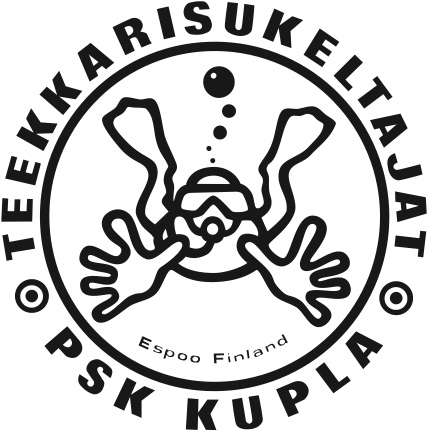 TEEKKARISUKELTAJAT
Espoo Finland
PSK KUPLA